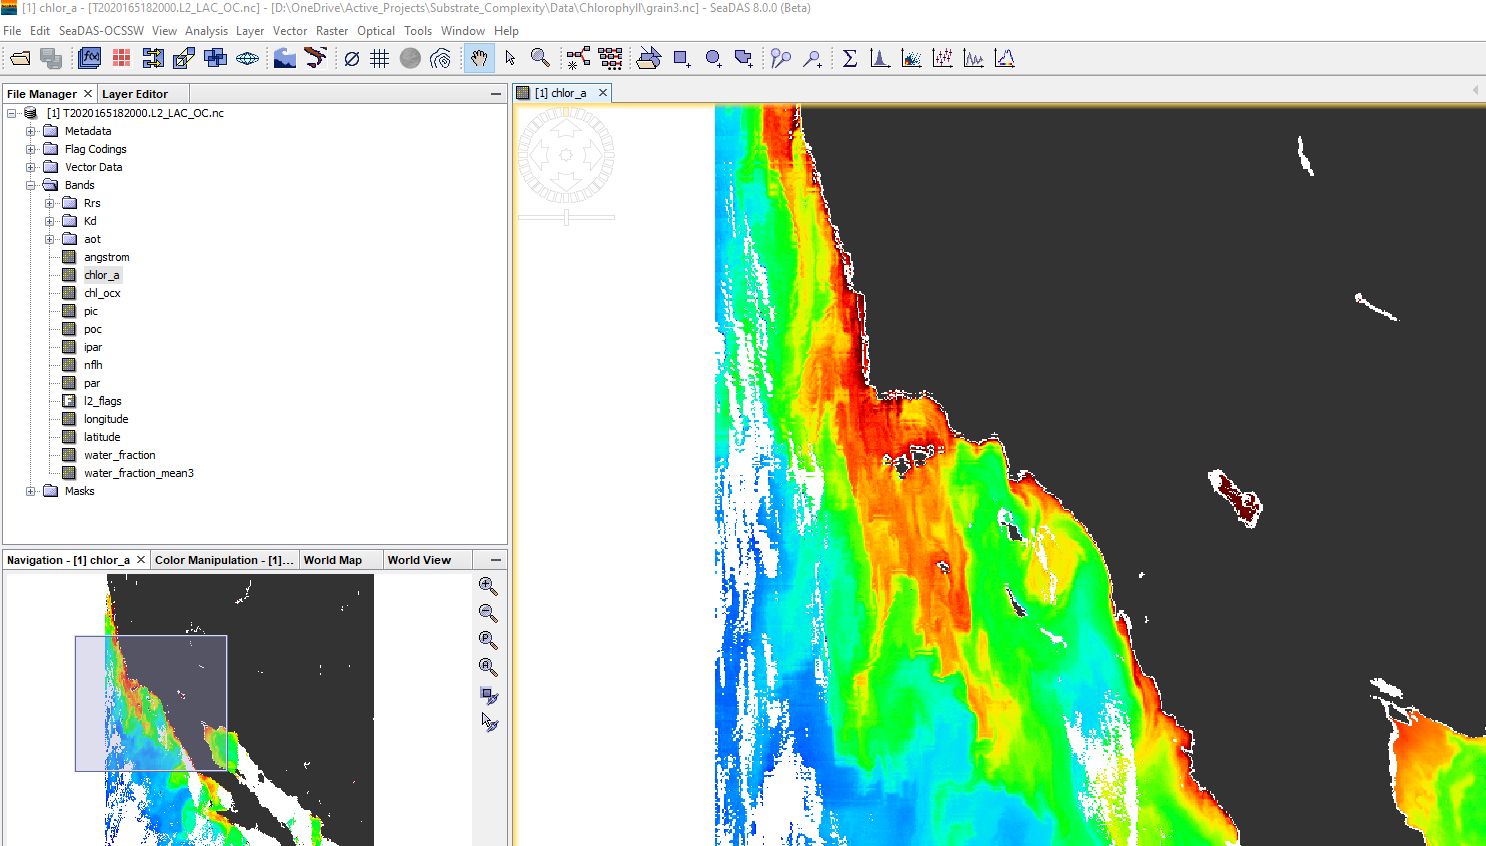 [1] chlor_a - [T2020165182000.L2_LAC_OC.nc] - [D:\OneDrive\Active_Projects\Substrate_Complexity\Data\Chlorophyll\grain3.nc] - SeaDAS 8.0.0 (Beta)
File Edit SeaDAS-OCSSW View Analysis Layer Vector Raster Optical Tools Window Help
File Manager Layer Editor
[1] chlor_a
[1] T2020165182000.L2_LAC_OC.nc
Metadata
Flag Codings
Vector Data
Bands
Rrs
Kd
aot
angstrom
chlor_a
chl_ocx
pic
poc
ipar
nflh
par
l2_flags
longitude
latitude
water_fraction
water_fraction_mean3
Masks
Navigation - [1] chlor_a Color Manipulation - [1]... World Map World View